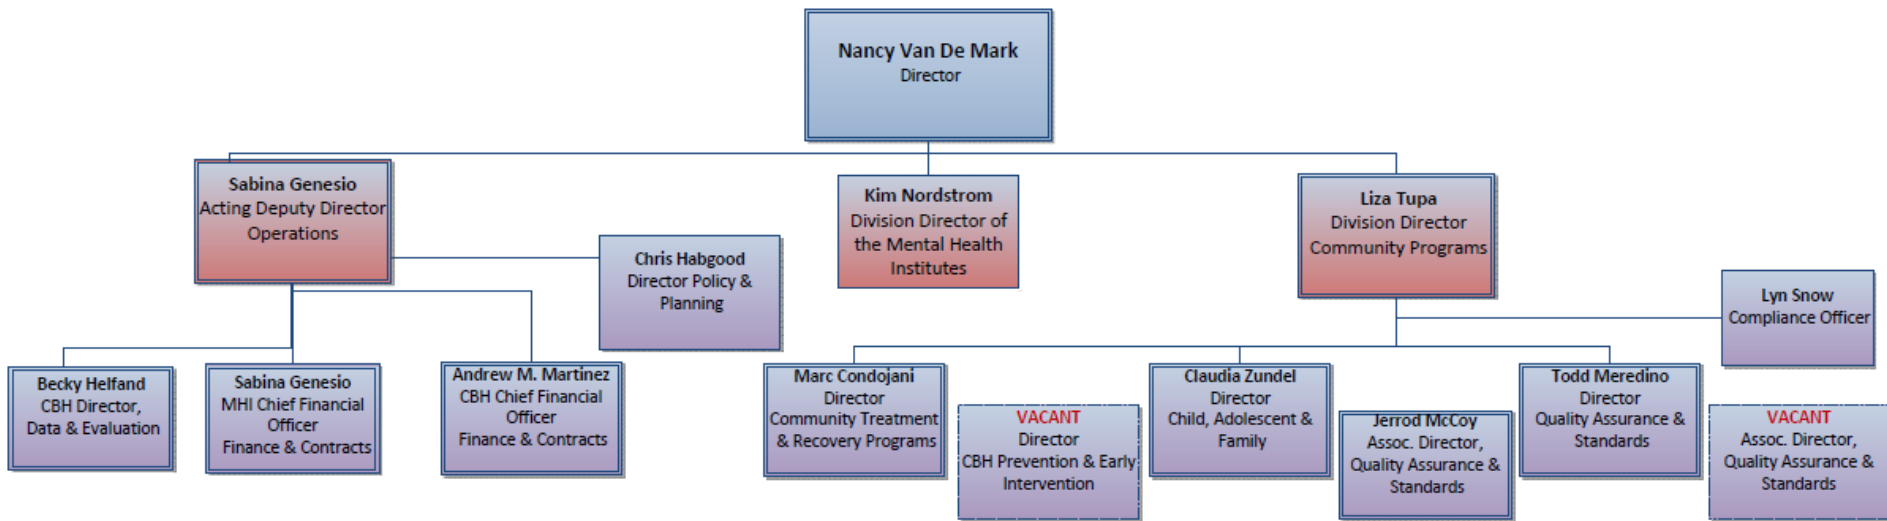 Nancy Van De Mark
Director
Sabina Genesio
Acting Deputy Director
Operations
Kim Nordstrom
Division Director of
the Mental Health
Institutes
Liza Tupa
Division Director
Community Programs
Chris Habgood
Director Policy &
Planning
Lyn Snow
Compliance Officer
Becky Helfand
CBH Director,
Data & Evaluation
Sabina Genesio
MHI Chief Financial
Officer
Finance & Contracts
Andrew M. Martinez
CBH Chief Financial
Officer
Finance & Contracts
Marc Condojani
Director
Community Treatment
& Recovery Programs
VACANT
Director
CBH Prevention & Early
Intervention
Claudia Zundel
Director
Child, Adolescent &
Family
Jerrod McCoy
Assoc. Director,
Quality Assurance &
Standards
Todd Meredino
Director
Quality Assurance &
Standards
VACANT
Assoc. Director,
Quality Assurance &
Standards